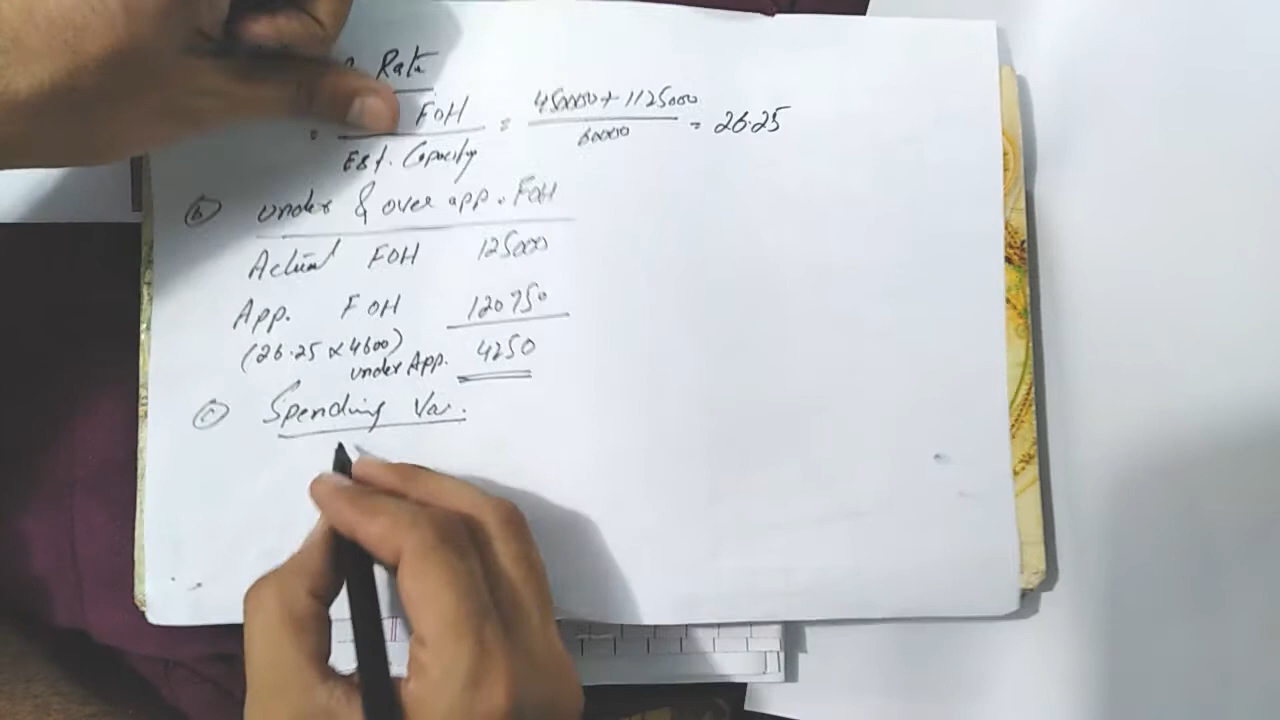 Rate
= FOH / Est. Capacity = 450000 + 1125000 / 60000 = 26.25
(b) under & over app. FOH
Actual FOH 125000
App. FOH 120750
(26.25 x 4600)
under App. 4250
(c) Spending Var.